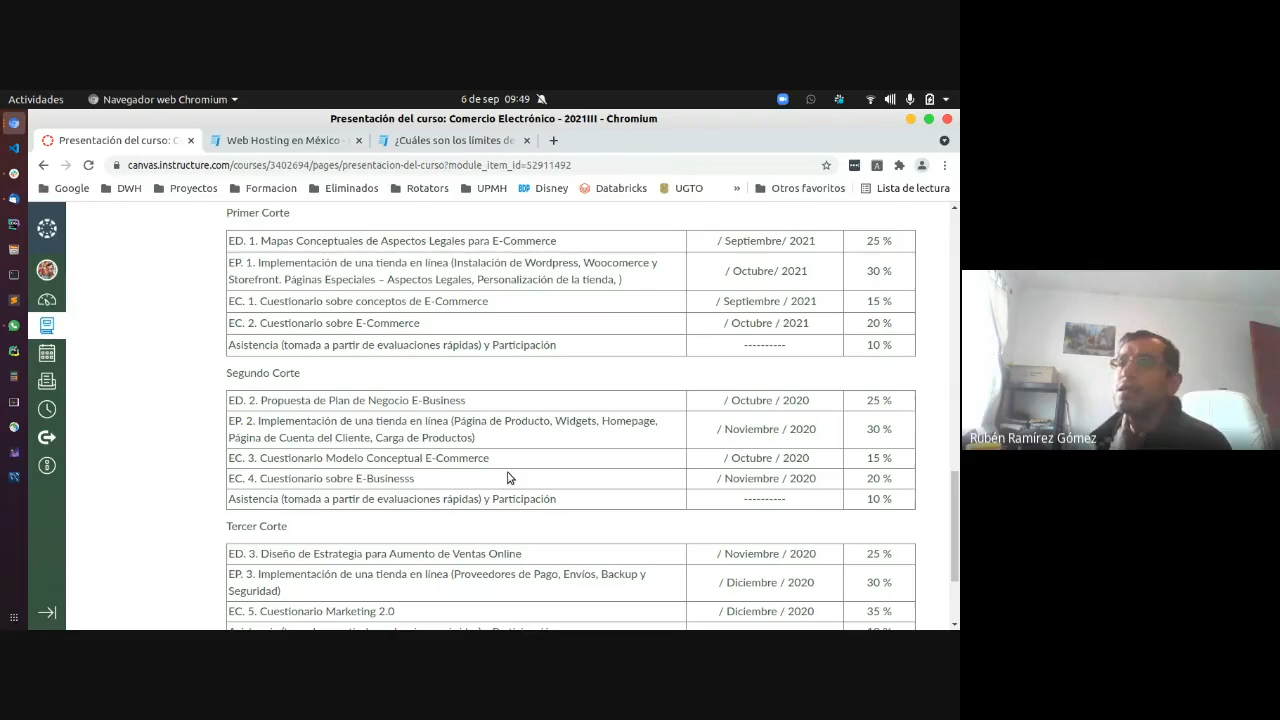 Actividades
Navegador web Chromium
6 de sep 09:49
Presentación del curso: Comercio Electrónico - 2021III - Chromium
Presentación del curso: C
Web Hosting en México -
¿Cuáles son los límites de
canvas.instructure.com/courses/3402694/pages/presentacion-del-curso?module_item_id=52911492
Google DWH Proyectos Formacion Eliminados Rotators UPMH Disney Databricks UGTO » Otros favoritos Lista de lectura
Primer Corte
ED. 1. Mapas Conceptuales de Aspectos Legales para E-Commerce / Septiembre/ 2021 25 %
EP. 1. Implementación de una tienda en línea (Instalación de Wordpress, Woocomerce y
Storefront. Páginas Especiales – Aspectos Legales, Personalización de la tienda, ) / Octubre/ 2021 30 %
EC. 1. Cuestionario sobre conceptos de E-Commerce / Septiembre / 2021 15 %
EC. 2. Cuestionario sobre E-Commerce / Octubre / 2021 20 %
Asistencia (tomada a partir de evaluaciones rápidas) y Participación ---------- 10 %
Segundo Corte
ED. 2. Propuesta de Plan de Negocio E-Business / Octubre / 2020 25 %
EP. 2. Implementación de una tienda en línea (Página de Producto, Widgets, Homepage,
Página de Cuenta del Cliente, Carga de Productos) / Noviembre / 2020 30 %
EC. 3. Cuestionario Modelo Conceptual E-Commerce / Octubre / 2020 15 %
EC. 4. Cuestionario sobre E-Businesss / Noviembre / 2020 20 %
Asistencia (tomada a partir de evaluaciones rápidas) y Participación ---------- 10 %
Tercer Corte
ED. 3. Diseño de Estrategia para Aumento de Ventas Online / Noviembre / 2020 25 %
EP. 3. Implementación de una tienda en línea (Proveedores de Pago, Envíos, Backup y
Seguridad) / Diciembre / 2020 30 %
EC. 5. Cuestionario Marketing 2.0 / Diciembre / 2020 35 %
Rubén Ramírez Gómez